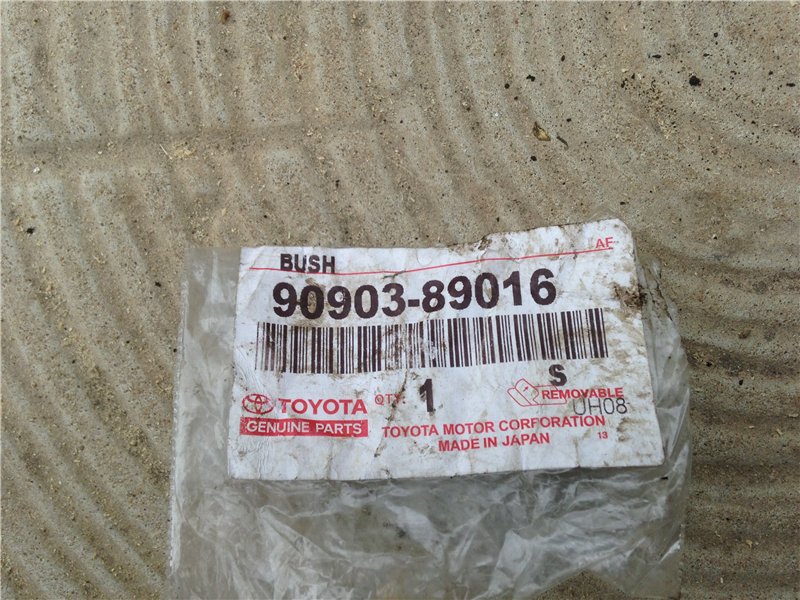 AF
BUSH
90903-89016
QTY. 1 S
REMOVABLE
UH08
TOYOTA
GENUINE PARTS
TOYOTA MOTOR CORPORATION
MADE IN JAPAN 13